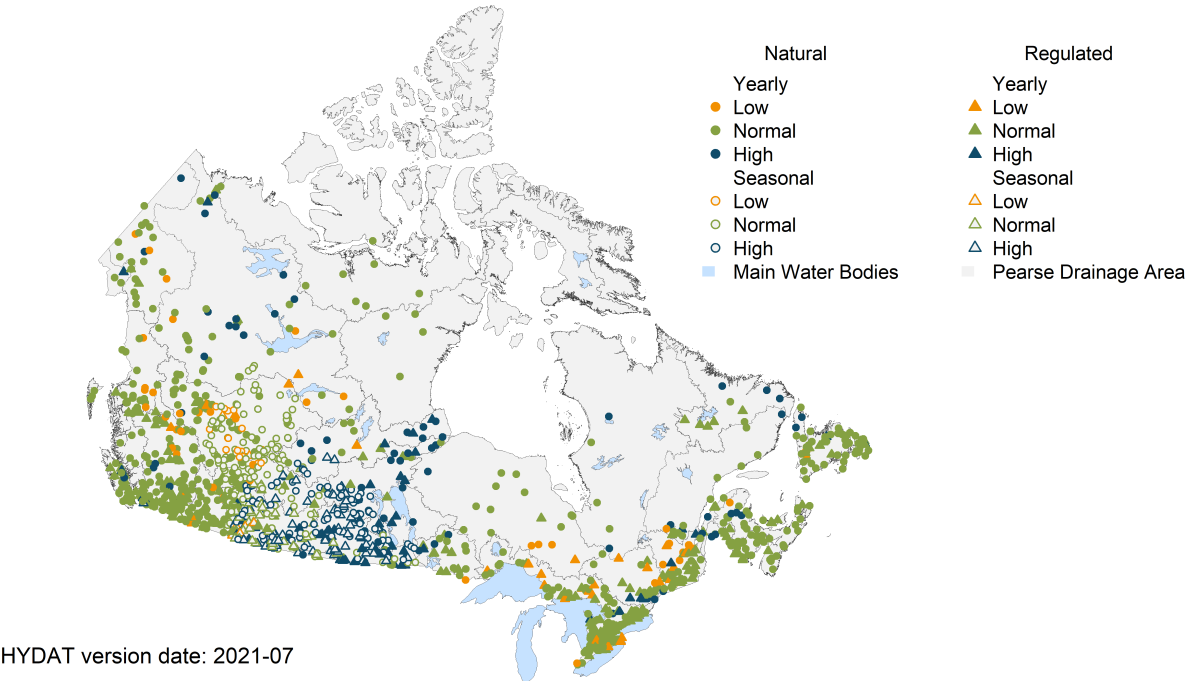 Natural
Yearly
Low
Normal
High
Seasonal
Low
Normal
High
Main Water Bodies
Regulated
Yearly
Low
Normal
High
Seasonal
Low
Normal
High
Pearse Drainage Area
HYDAT version date: 2021-07